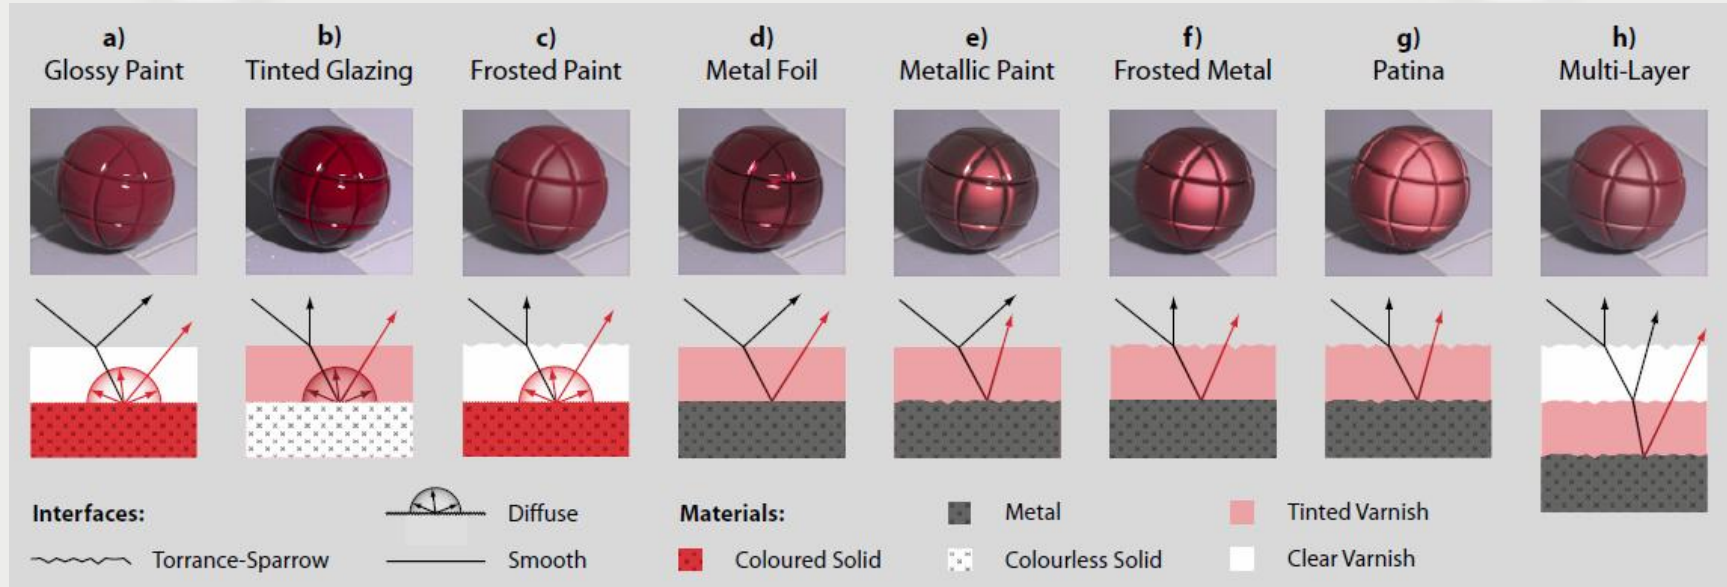 a)
Glossy Paint
b)
Tinted Glazing
c)
Frosted Paint
d)
Metal Foil
e)
Metallic Paint
f)
Frosted Metal
g)
Patina
h)
Multi-Layer
Interfaces:
Diffuse
Torrance-Sparrow
Smooth
Materials:
Metal
Tinted Varnish
Coloured Solid
Colourless Solid
Clear Varnish